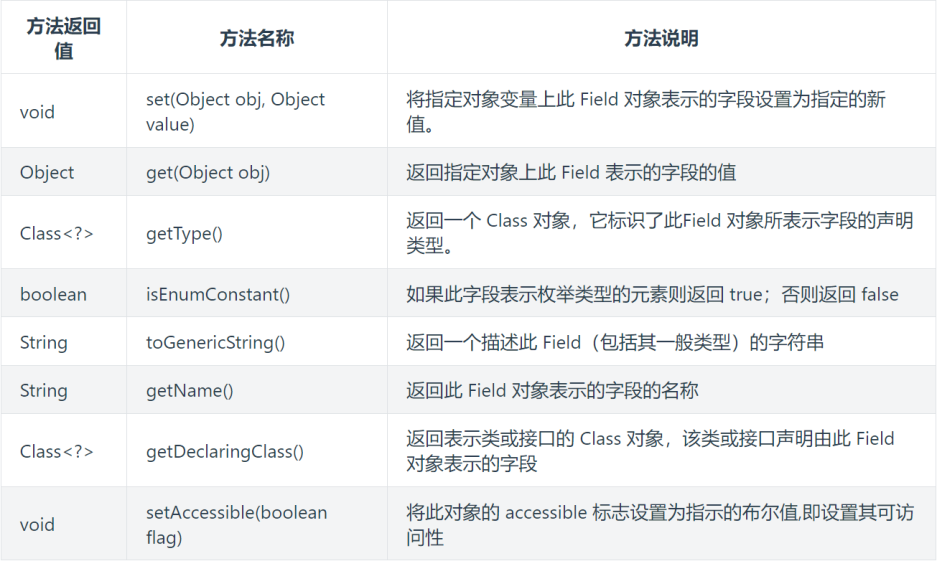 方法返回
值
方法名称
方法说明
void
set(Object obj, Object
value)
将指定对象变量上此 Field 对象表示的字段设置为指定的新
值。
Object
get(Object obj)
返回指定对象上此 Field 表示的字段的值
Class<?>
getType()
返回一个 Class 对象，它标识了此Field 对象所表示字段的声明
类型。
boolean
isEnumConstant()
如果此字段表示枚举类型的元素则返回 true；否则返回 false
String
toGenericString()
返回一个描述此 Field（包括其一般类型）的字符串
String
getName()
返回此 Field 对象表示的字段的名称
Class<?>
getDeclaringClass()
返回表示类或接口的 Class 对象，该类或接口声明由此 Field
对象表示的字段
void
setAccessible(boolean
flag)
将此对象的 accessible 标志设置为指示的布尔值,即设置其可访
问性